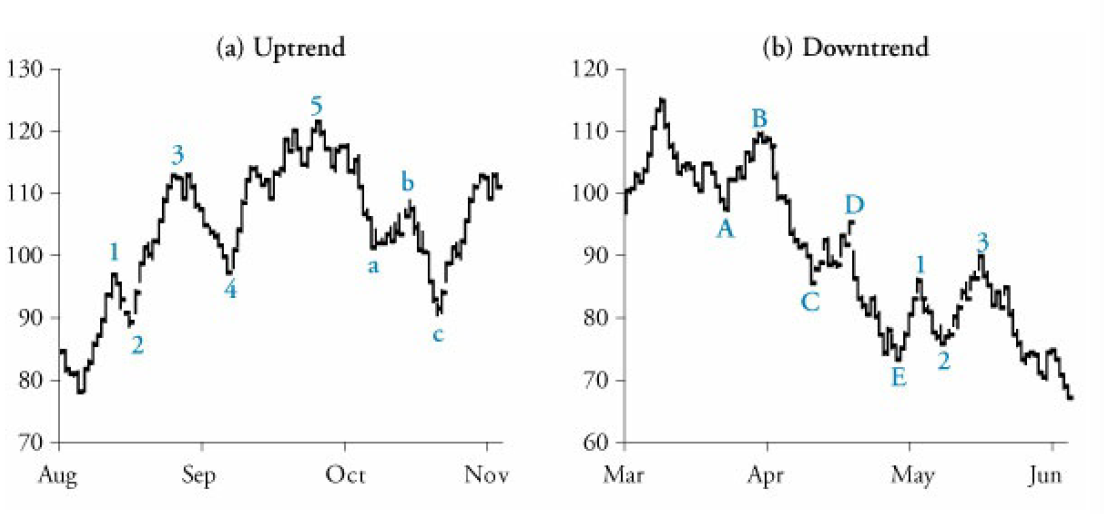 (a) Uptrend
130
120
110
100
90
80
70
Aug Sep Oct Nov
1
2
3
4
5
a
b
c
(b) Downtrend
120
110
100
90
80
70
60
Mar Apr May Jun
A
B
C
D
E
1
2
3